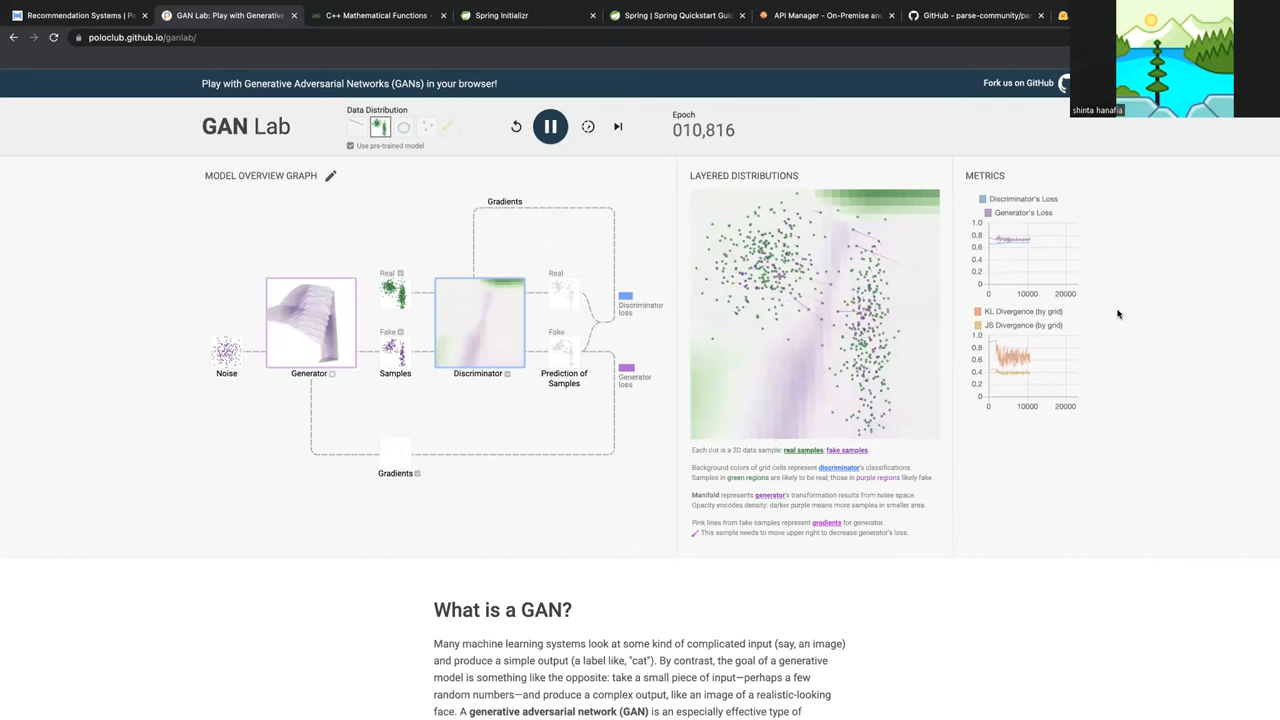 Recommendation Systems | Pa
GAN Lab: Play with Generative
C++ Mathematical Functions -
Spring Initializr
Spring | Spring Quickstart Guid
API Manager - On-Premise an
GitHub - parse-community/par
poloclub.github.io/ganlab/
shinta hanafia
Play with Generative Adversarial Networks (GANs) in your browser!
Fork us on GitHub
GAN Lab
Data Distribution
Use pre-trained model
Epoch
010,816
MODEL OVERVIEW GRAPH
Gradients
Real
Real
Discriminator
loss
Fake
Fake
Generator
loss
Noise
Generator
Samples
Discriminator
Prediction of
Samples
Gradients
LAYERED DISTRIBUTIONS
Each dot is a 2D data sample: real samples; fake samples.
Background colors of grid cells represent discriminator's classifications.
Samples in green regions are likely to be real; those in purple regions likely fake
Manifold represents generator's transformation results from noise space.
Opacity encodes density: darker purple means more samples in smaller area.
Pink lines from fake samples represent gradients for generator.
This sample needs to move upper right to decrease generator's loss.
METRICS
Discriminator's Loss
Generator's Loss
1.0
0.8
0.6
0.4
0.2
0
0 10000 20000
KL Divergence (by grid)
JS Divergence (by grid)
1.0
0.8
0.6
0.4
0.2
0
0 10000 20000
What is a GAN?
Many machine learning systems look at some kind of complicated input (say, an image)
and produce a simple output (a label like, "cat"). By contrast, the goal of a generative
model is something like the opposite: take a small piece of input—perhaps a few
random numbers—and produce a complex output, like an image of a realistic-looking
face. A generative adversarial network (GAN) is an especially effective type of